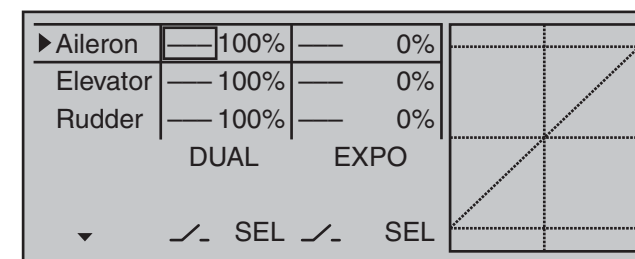 Aileron ––– 100% ––– 0%
Elevator ––– 100% ––– 0%
Rudder ––– 100% ––– 0%
DUAL EXPO
SEL SEL